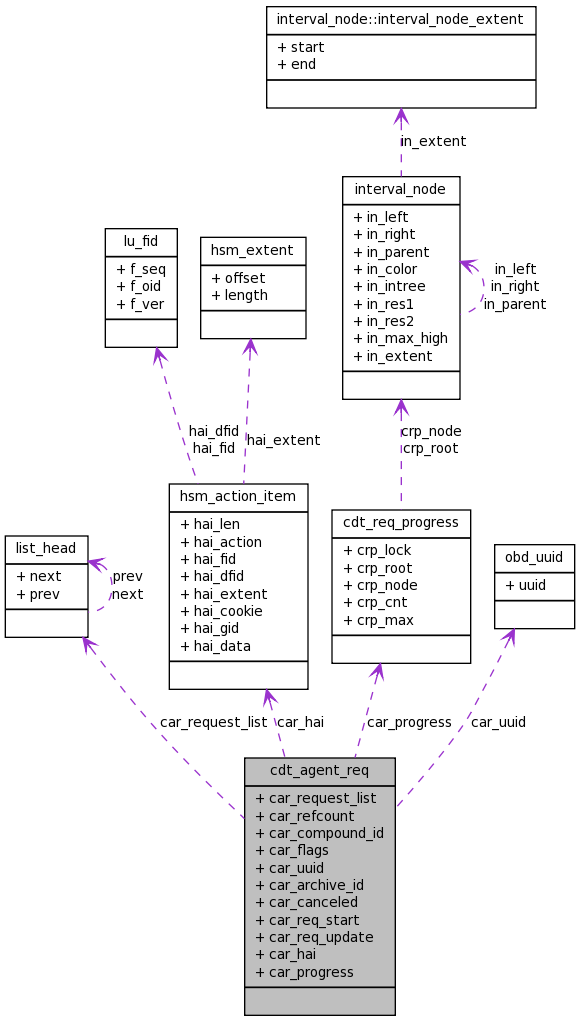 interval_node::interval_node_extent
+ start
+ end
in_extent
interval_node
+ in_left
+ in_right
+ in_parent
+ in_color
+ in_intree
+ in_res1
+ in_res2
+ in_max_high
+ in_extent
in_left
in_right
in_parent
lu_fid
+ f_seq
+ f_oid
+ f_ver
hsm_extent
+ offset
+ length
hai_dfid
hai_fid
hai_extent
crp_node
crp_root
hsm_action_item
+ hai_len
+ hai_action
+ hai_fid
+ hai_dfid
+ hai_extent
+ hai_cookie
+ hai_gid
+ hai_data
cdt_req_progress
+ crp_lock
+ crp_root
+ crp_node
+ crp_cnt
+ crp_max
list_head
+ next
+ prev
prev
next
obd_uuid
+ uuid
car_request_list
car_hai
car_progress
car_uuid
cdt_agent_req
+ car_request_list
+ car_refcount
+ car_compound_id
+ car_flags
+ car_uuid
+ car_archive_id
+ car_canceled
+ car_req_start
+ car_req_update
+ car_hai
+ car_progress